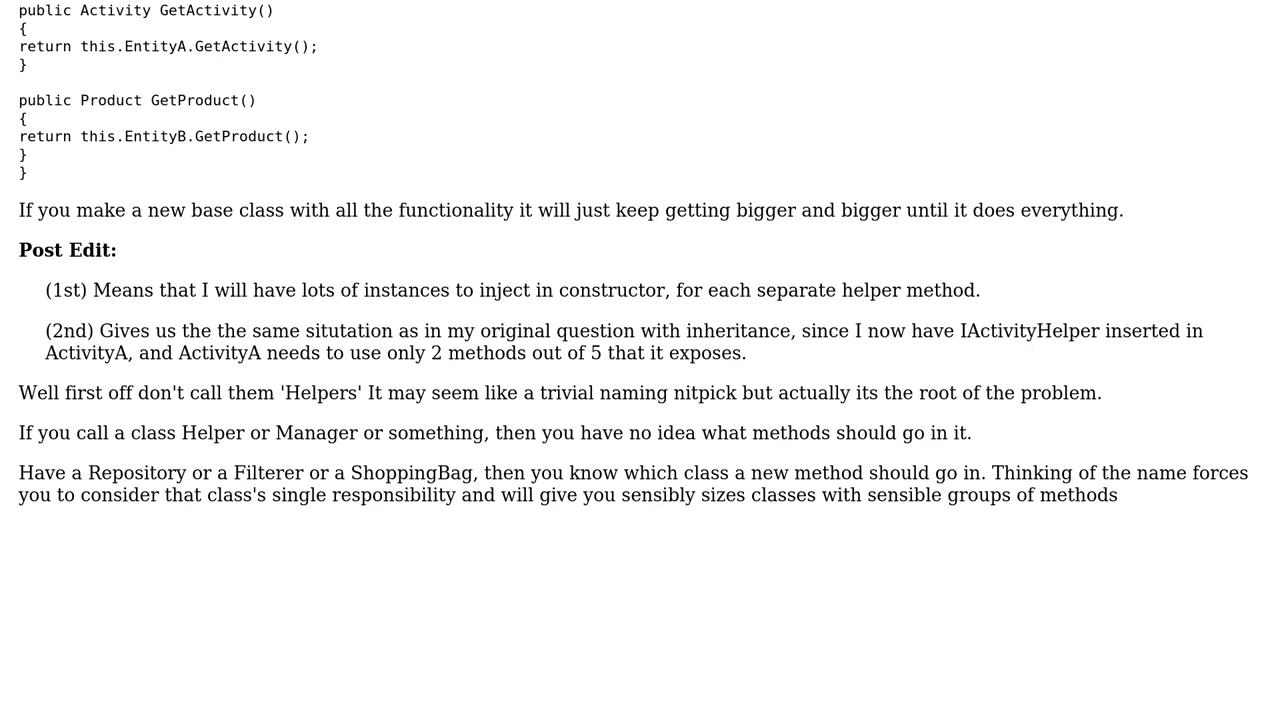 public Activity GetActivity()
{
return this.EntityA.GetActivity();
}
public Product GetProduct()
{
return this.EntityB.GetProduct();
}
}
If you make a new base class with all the functionality it will just keep getting bigger and bigger until it does everything.
Post Edit:
(1st) Means that I will have lots of instances to inject in constructor, for each separate helper method.
(2nd) Gives us the the same situtation as in my original question with inheritance, since I now have IActivityHelper inserted in
ActivityA, and ActivityA needs to use only 2 methods out of 5 that it exposes.
Well first off don't call them 'Helpers' It may seem like a trivial naming nitpick but actually its the root of the problem.
If you call a class Helper or Manager or something, then you have no idea what methods should go in it.
Have a Repository or a Filterer or a ShoppingBag, then you know which class a new method should go in. Thinking of the name forces
you to consider that class's single responsibility and will give you sensibly sizes classes with sensible groups of methods